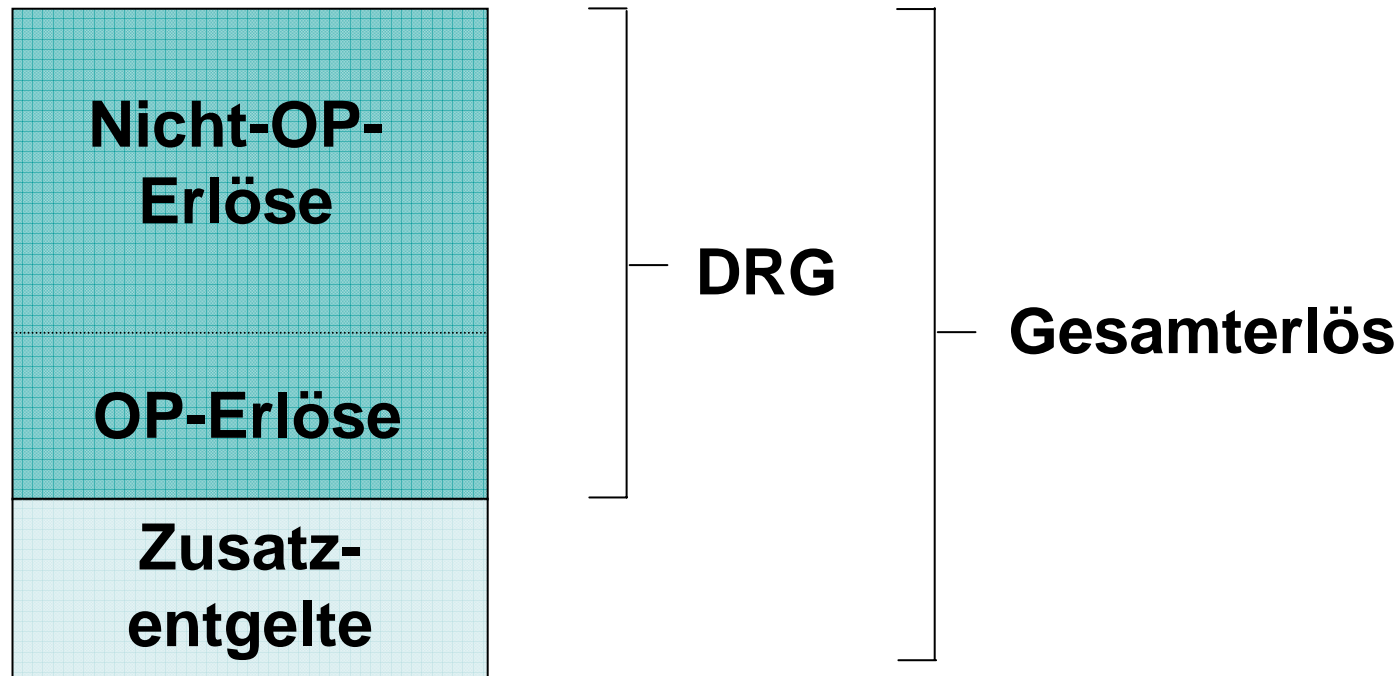 Nicht-OP-
Erlöse
DRG
Gesamterlös
OP-Erlöse
Zusatz-
entgelte